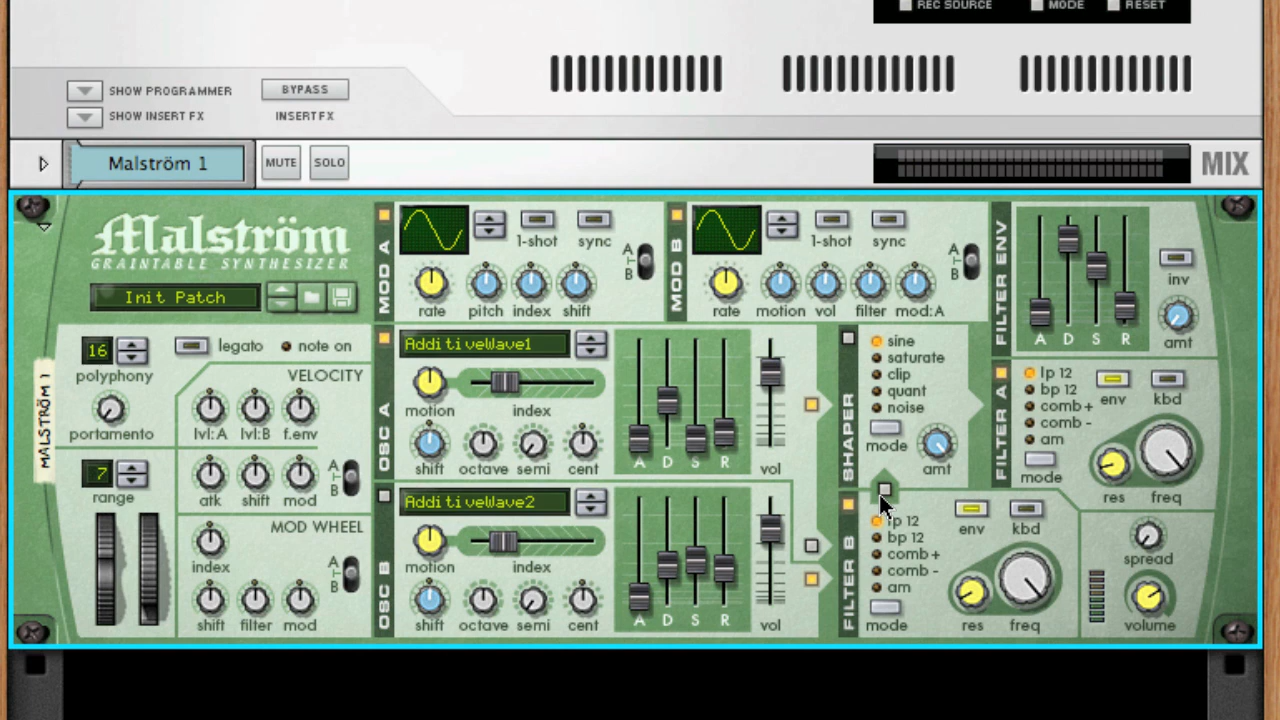 REC SOURCE MODE RESET
SHOW PROGRAMMER BYPASS
SHOW INSERT FX INSERT FX
Malström 1 MUTE SOLO MIX
Malström
GRAINTABLE SYNTHESIZER
Init Patch
MALSTRÖM 1
16 legato note on
polyphony VELOCITY
portamento lvl:A lvl:B f.env
7 A B
range atk shift mod
MOD WHEEL
index A B
shift filter mod
MOD A 1-shot sync A B
rate pitch index shift
MOD B 1-shot sync A B
rate motion vol filter mod:A
FILTER ENV inv
A D S R amt
OSC A AdditiveWave1
motion index
shift octave semi cent A D S R vol
OSC B AdditiveWave2
motion index
shift octave semi cent A D S R vol
SHAPER sine
saturate
clip
quant
noise
mode amt
FILTER A lp 12
bp 12 env kbd
comb +
comb -
am
mode res freq
FILTER B lp 12
bp 12 env kbd
comb +
comb -
am
mode res freq
spread
volume